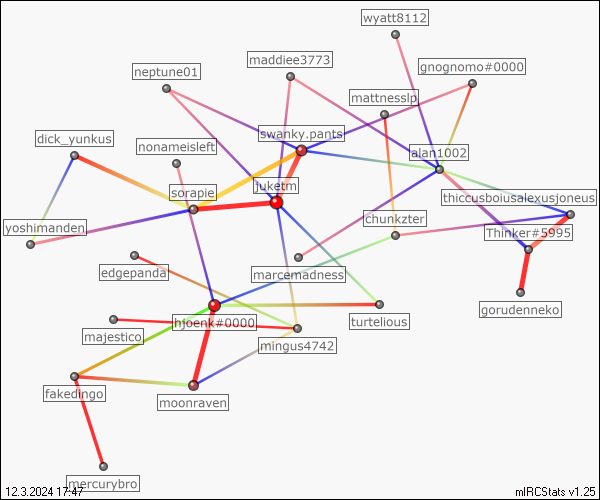 wyatt8112
maddiee3773
gnognomo#0000
neptune01
mattnesslp
swanky.pants
dick_yunkus
nonameisleft
alan1002
juketm
sorapie
thiccusboiusalexusjoneus
chunkzter
yoshimanden
Thinker#5995
edgepanda
marcemadness
gorudenneko
hjoenk#0000
turtelious
majestico
mingus4742
fakedingo
moonraven
mercurybro
12.3.2024 17:47
mIRCStats v1.25